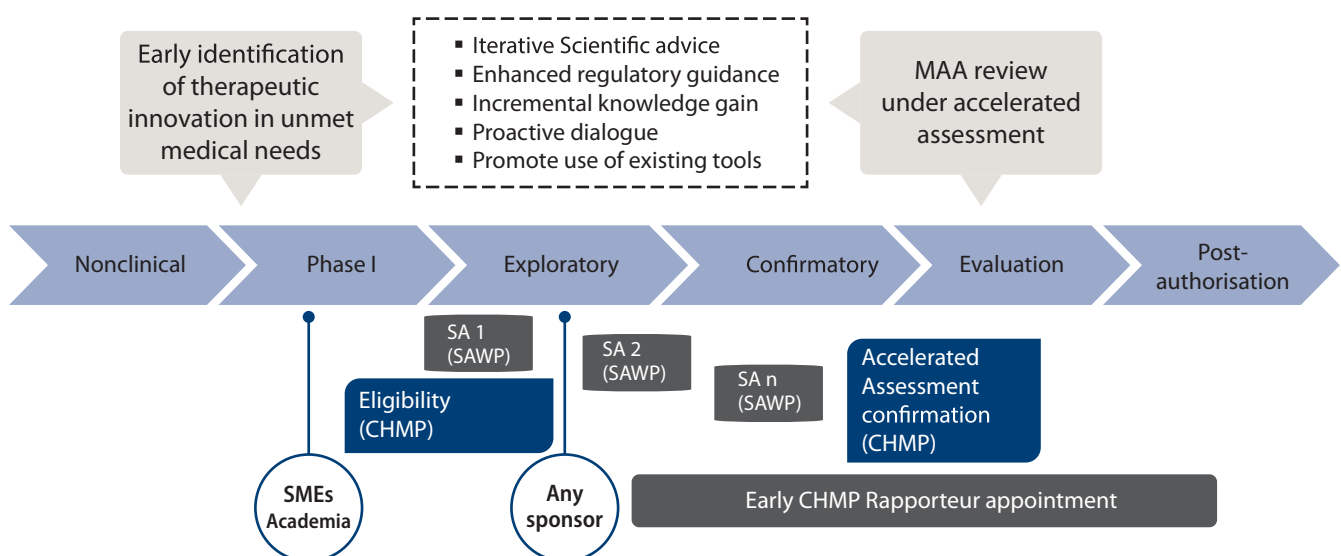 Early identification
of therapeutic
innovation in unmet
medical needs
▪ Iterative Scientific advice
▪ Enhanced regulatory guidance
▪ Incremental knowledge gain
▪ Proactive dialogue
▪ Promote use of existing tools
MAA review
under accelerated
assessment
Nonclinical
Phase I
Exploratory
Confirmatory
Evaluation
Post-
authorisation
SA 1
(SAWP)
SA 2
(SAWP)
SA n
(SAWP)
Eligibility
(CHMP)
Accelerated
Assessment
confirmation
(CHMP)
SMEs
Academia
Any
sponsor
Early CHMP Rapporteur appointment